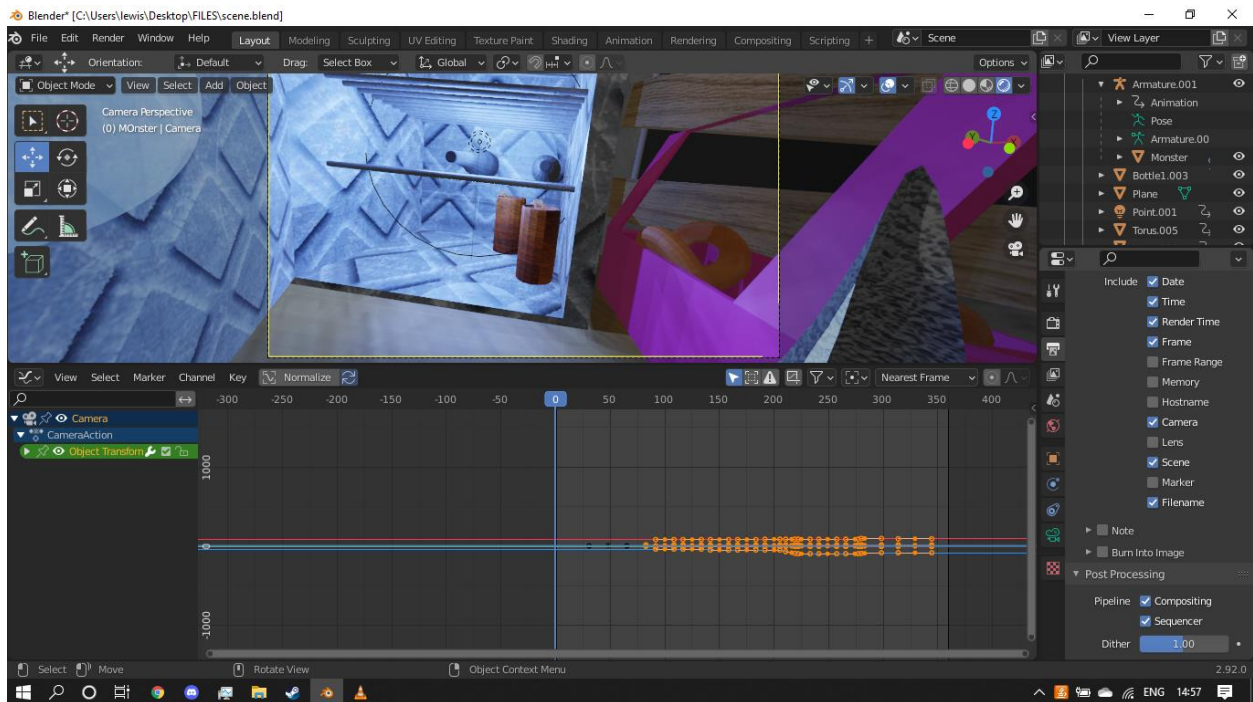 Blender* [C:\Users\lewis\Desktop\FILES\scene.blend]
File Edit Render Window Help Layout Modeling Sculpting UV Editing Texture Paint Shading Animation Rendering Compositing Scripting + Scene View Layer
Orientation: Default Drag: Select Box Global Options
Object Mode View Select Add Object
Camera Perspective
(0) MOnster | Camera
Z
Y
X
Armature.001
Animation
Pose
Armature.00
Monster
Bottle1.003
Plane
Point.001
Torus.005
Include Date
Time
Render Time
Frame
Frame Range
Memory
Hostname
Camera
Lens
Scene
Marker
Filename
Note
Burn Into Image
Post Processing
Pipeline Compositing
Sequencer
Dither 1.00
View Select Marker Channel Key Normalize Nearest Frame
-300 -250 -200 -150 -100 -50 0 50 100 150 200 250 300 350 400
Camera
CameraAction
Object Transform
1000
0
-1000
Select Move Rotate View Object Context Menu 2.92.0
ENG 14:57